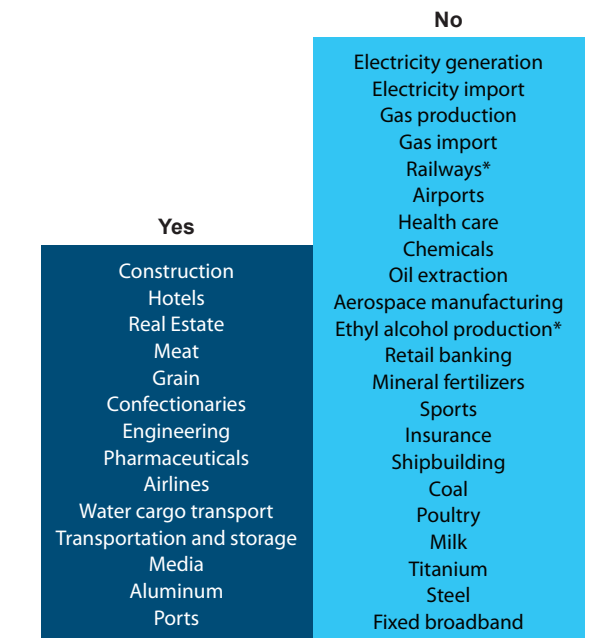 No
Electricity generation
Electricity import
Gas production
Gas import
Railways*
Airports
Health care
Chemicals
Oil extraction
Aerospace manufacturing
Ethyl alcohol production*
Retail banking
Mineral fertilizers
Sports
Insurance
Shipbuilding
Coal
Poultry
Milk
Titanium
Steel
Fixed broadband
Yes
Construction
Hotels
Real Estate
Meat
Grain
Confectionaries
Engineering
Pharmaceuticals
Airlines
Water cargo transport
Transportation and storage
Media
Aluminum
Ports